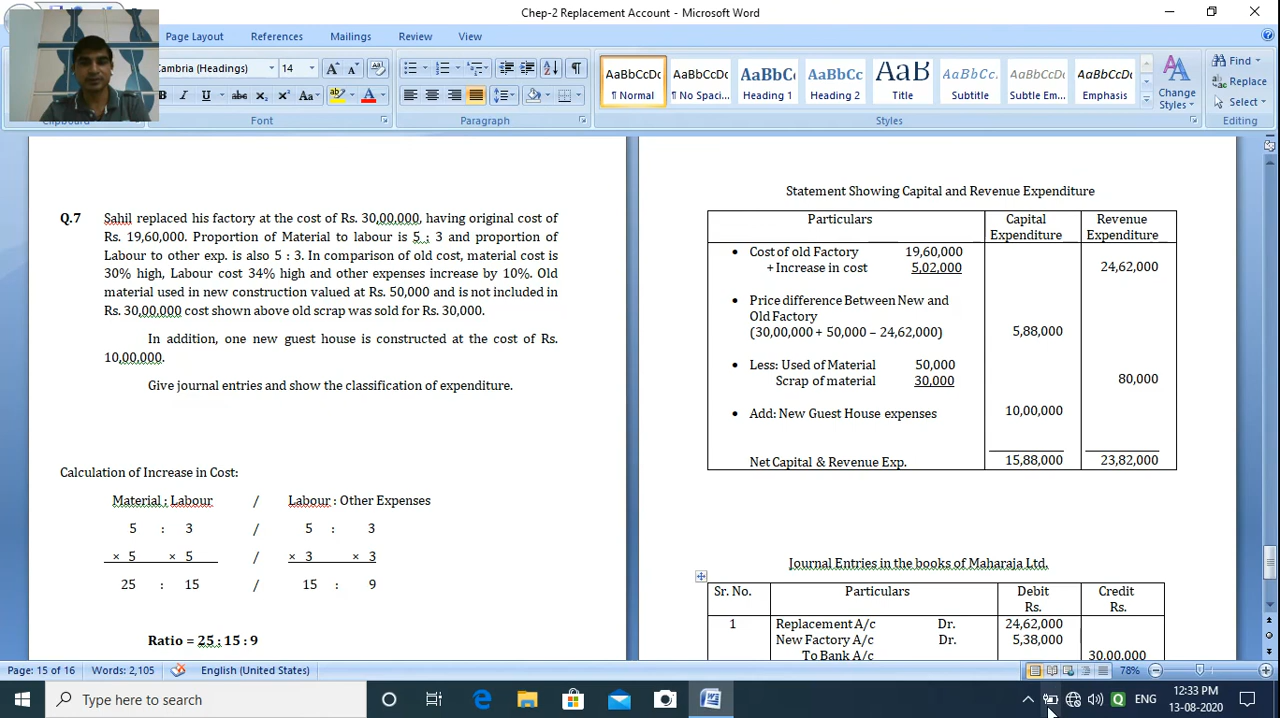 Chep-2 Replacement Account - Microsoft Word
Page Layout References Mailings Review View
Cambria (Headings) 14
AaBbCcDc AaBbCcDc AaBbC AaBbCc AaB AaBbCc. AaBbCcDc AaBbCcDc
¶ Normal ¶ No Spaci... Heading 1 Heading 2 Title Subtitle Subtle Em... Emphasis
Change Styles
Find
Replace
Select
Font Paragraph Styles Editing
Q.7 Sahil replaced his factory at the cost of Rs. 30,00,000, having original cost of
Rs. 19,60,000. Proportion of Material to labour is 5 : 3 and proportion of
Labour to other exp. is also 5 : 3. In comparison of old cost, material cost is
30% high, Labour cost 34% high and other expenses increase by 10%. Old
material used in new construction valued at Rs. 50,000 and is not included in
Rs. 30,00,000 cost shown above old scrap was sold for Rs. 30,000.
In addition, one new guest house is constructed at the cost of Rs.
10,00,000.
Give journal entries and show the classification of expenditure.
Calculation of Increase in Cost:
Material : Labour / Labour : Other Expenses
5 : 3 / 5 : 3
× 5 × 5 / × 3 × 3
25 : 15 / 15 : 9
Ratio = 25 : 15 : 9
Statement Showing Capital and Revenue Expenditure
Particulars Capital Expenditure Revenue Expenditure
• Cost of old Factory 19,60,000
+ Increase in cost 5,02,000 24,62,000
• Price difference Between New and
Old Factory
(30,00,000 + 50,000 – 24,62,000) 5,88,000
• Less: Used of Material 50,000
Scrap of material 30,000 80,000
• Add: New Guest House expenses 10,00,000
Net Capital & Revenue Exp. 15,88,000 23,82,000
Journal Entries in the books of Maharaja Ltd.
Sr. No. Particulars Debit Rs. Credit Rs.
1 Replacement A/c Dr. 24,62,000
New Factory A/c Dr. 5,38,000
To Bank A/c 30,00,000
Page: 15 of 16 Words: 2,105 English (United States) 78%
Type here to search
ENG
12:33 PM
13-08-2020